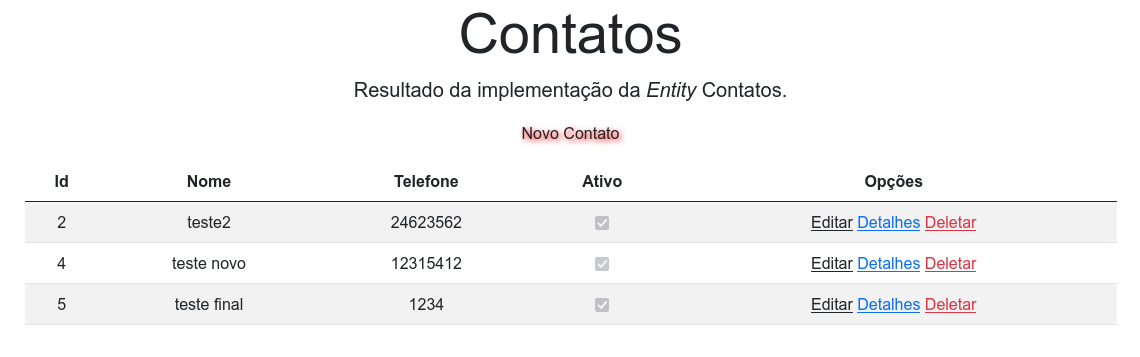 Contatos
Resultado da implementação da Entity Contatos.
Novo Contato
Id Nome Telefone Ativo Opções
2 teste2 24623562 Editar Detalhes Deletar
4 teste novo 12315412 Editar Detalhes Deletar
5 teste final 1234 Editar Detalhes Deletar